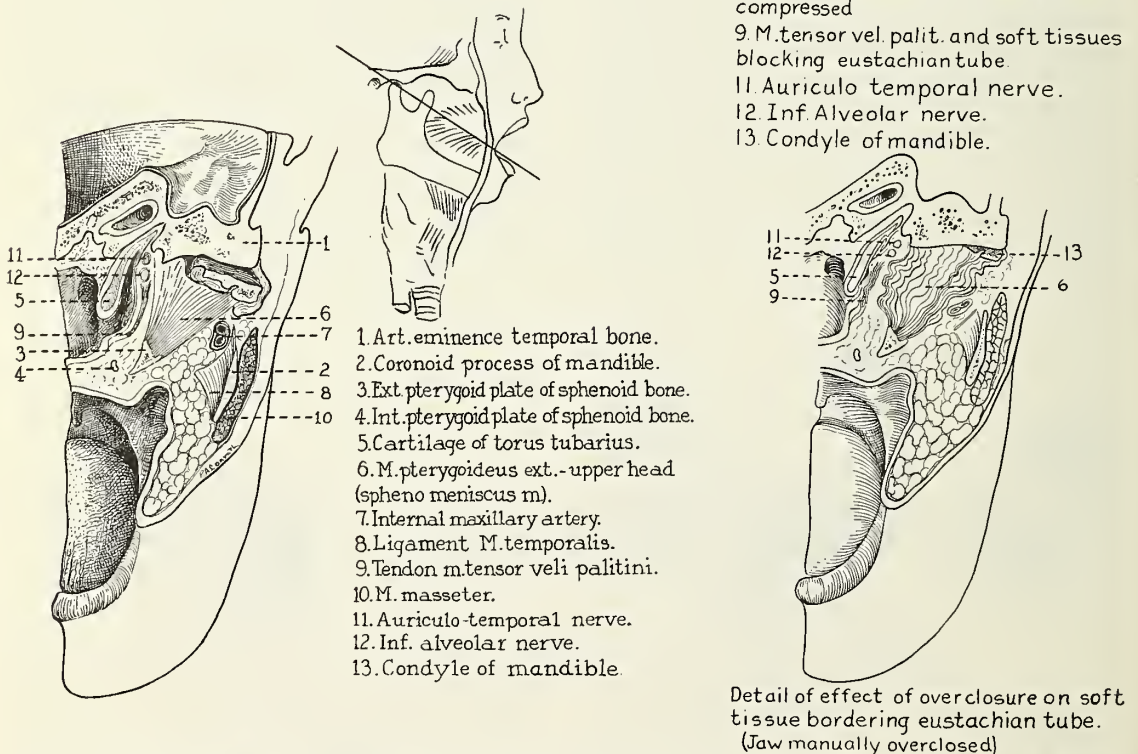 11
12
5
9
3
4
1
6
7
2
8
10
1. Art. eminence temporal bone.
2. Coronoid process of mandible.
3. Ext. pterygoid plate of sphenoid bone.
4. Int. pterygoid plate of sphenoid bone.
5. Cartilage of torus tubarius.
6. M. pterygoideus ext. - upper head
(spheno meniscus m).
7. Internal maxillary artery.
8. Ligament M. temporalis.
9. Tendon m. tensor veli palitini.
10. M. masseter.
11. Auriculo-temporal nerve.
12. Inf. alveolar nerve.
13. Condyle of mandible.
compressed
9. M. tensor vel. palit. and soft tissues
blocking eustachian tube.
11. Auriculo temporal nerve.
12. Inf. Alveolar nerve.
13. Condyle of mandible.
11
12
5
9
13
6
Detail of effect of overclosure on soft
tissue bordering eustachian tube.
(Jaw manually overclosed)